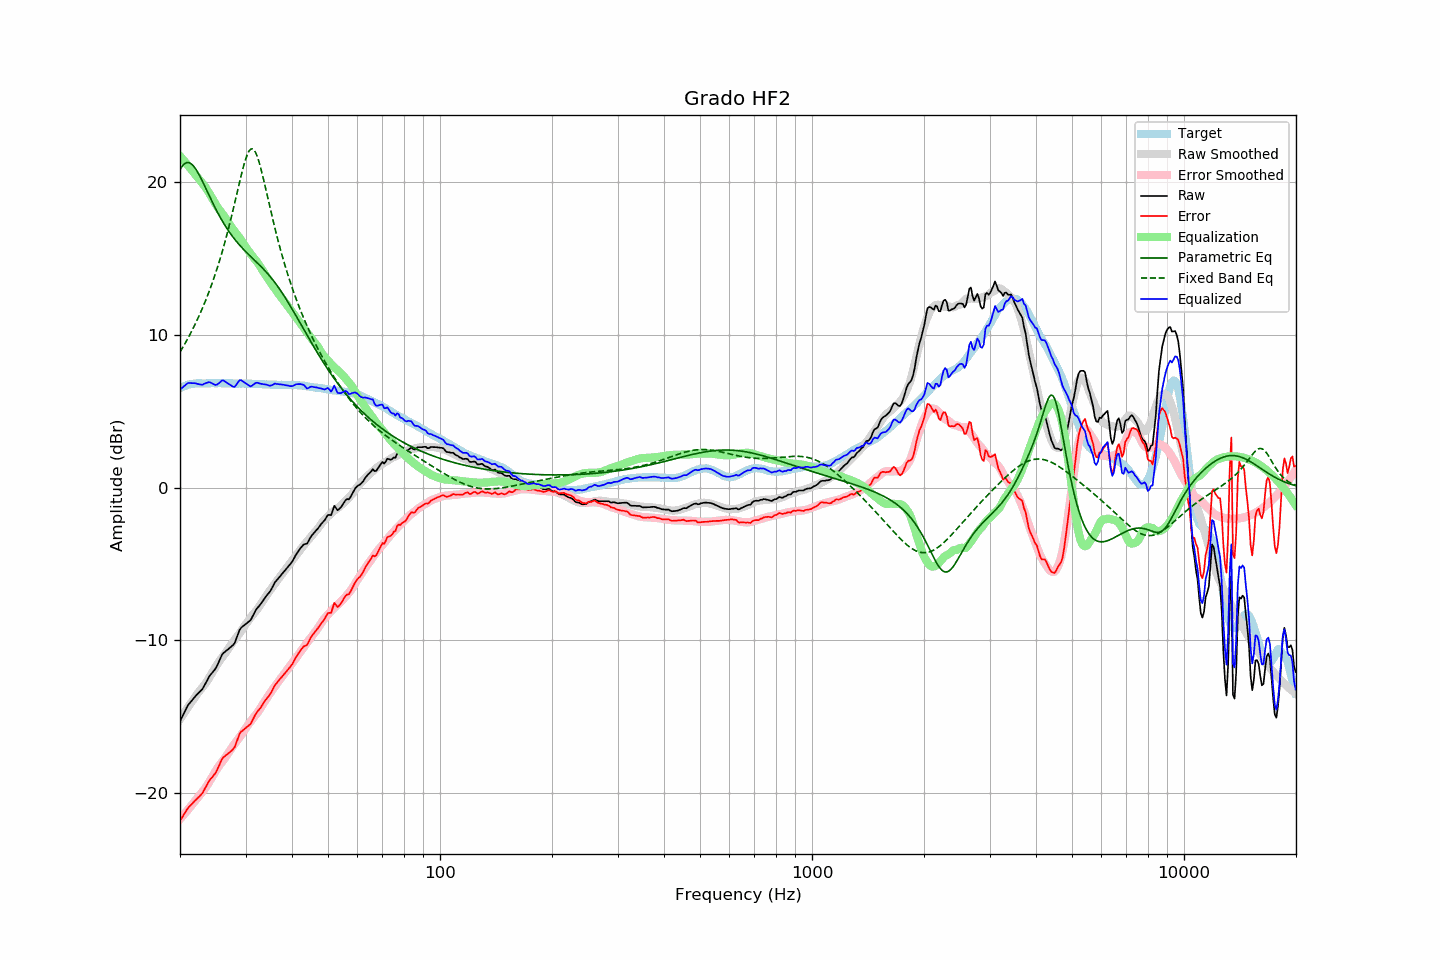 Grado HF2
Target
Raw Smoothed
Error Smoothed
Raw
Error
Equalization
Parametric Eq
Fixed Band Eq
Equalized
20
10
0
−10
−20
Amplitude (dBr)
100
1000
10000
Frequency (Hz)